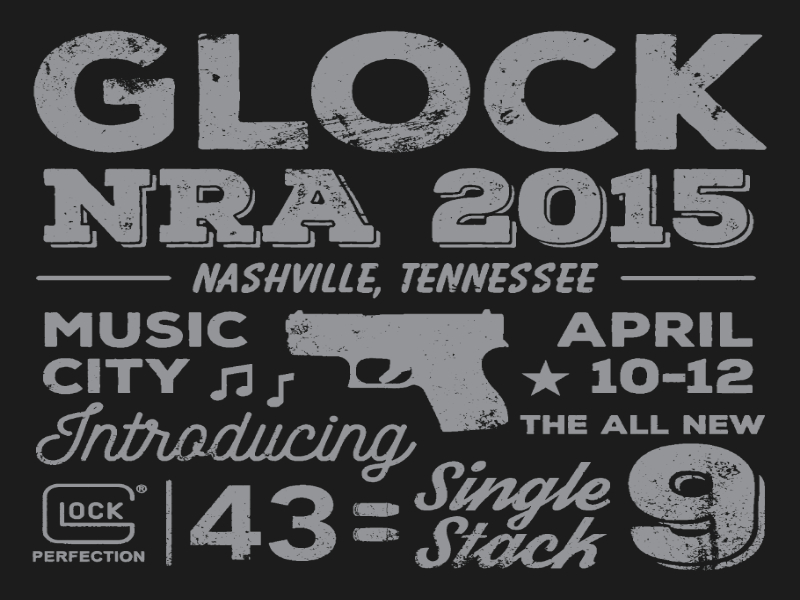 GLOCK
NRA 2015
NASHVILLE, TENNESSEE
MUSIC
CITY
APRIL
10-12
Introducing
THE ALL NEW
GLOCK®
PERFECTION
43=
Single
Stack
9